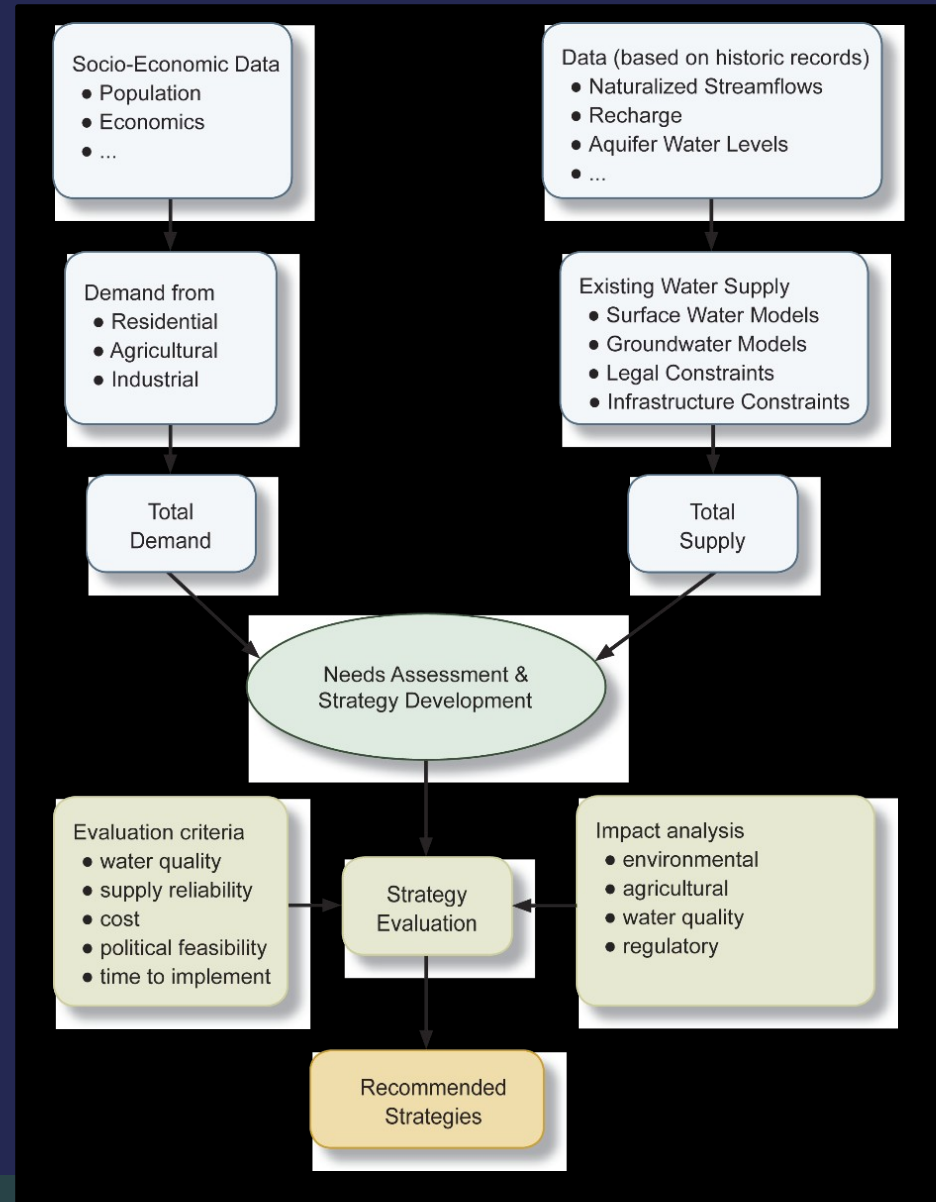 Socio-Economic Data
● Population
● Economics
● ...
Data (based on historic records)
● Naturalized Streamflows
● Recharge
● Aquifer Water Levels
● ...
Demand from
● Residential
● Agricultural
● Industrial
Existing Water Supply
● Surface Water Models
● Groundwater Models
● Legal Constraints
● Infrastructure Constraints
Total
Demand
Total
Supply
Needs Assessment &
Strategy Development
Evaluation criteria
● water quality
● supply reliability
● cost
● political feasibility
● time to implement
Strategy
Evaluation
Impact analysis
● environmental
● agricultural
● water quality
● regulatory
Recommended
Strategies